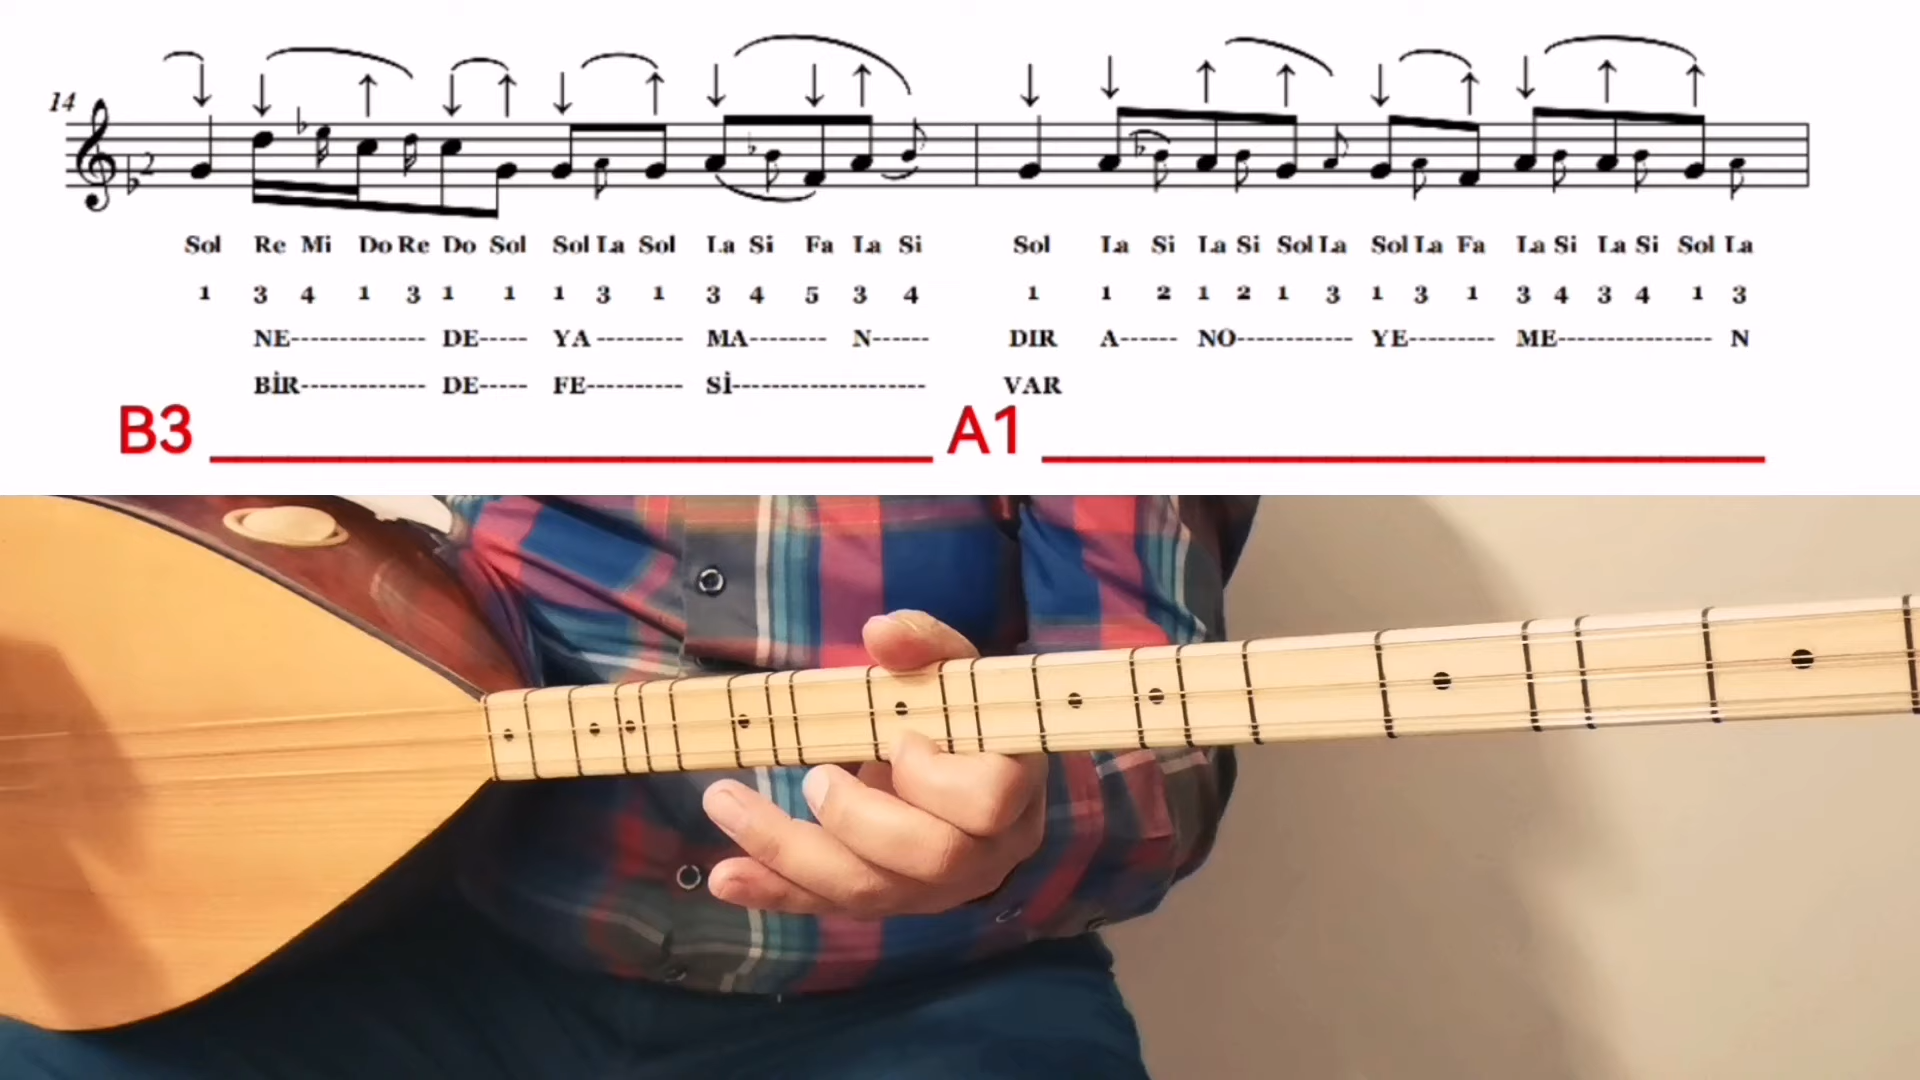 14
b2
Sol Re Mi Do Re Do Sol Sol La Sol La Si Fa La Si Sol La Si La Si Sol La Sol La Fa La Si La Si Sol La
1 3 4 1 3 1 1 1 3 1 3 4 5 3 4 1 1 2 1 2 1 3 1 3 1 3 4 3 4 1 3
NE-------------- DE----- YA --------- MA-------- N------ DIR A------ NO------------ YE--------- ME---------------- N
BİR------------- DE----- FE---------- Sİ-------------------- VAR
B3 ____________________ A1 ____________________